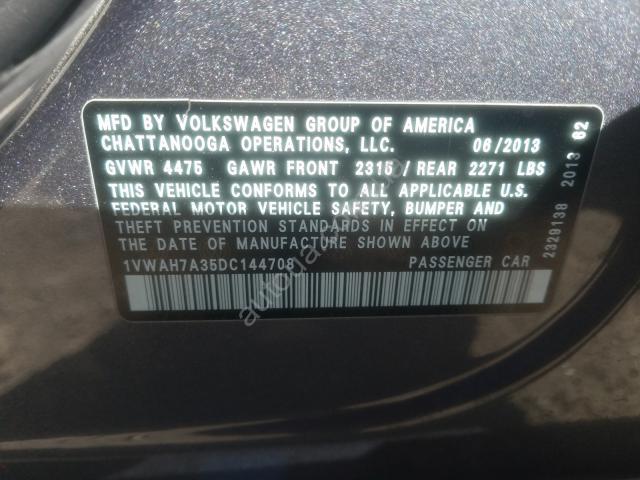 MFD BY VOLKSWAGEN GROUP OF AMERICA
CHATTANOOGA OPERATIONS, LLC. 06/2013
GVWR 4475 GAWR FRONT 2315 / REAR 2271 LBS
THIS VEHICLE CONFORMS TO ALL APPLICABLE U.S.
FEDERAL MOTOR VEHICLE SAFETY, BUMPER AND
THEFT PREVENTION STANDARDS IN EFFECT ON
THE DATE OF MANUFACTURE SHOWN ABOVE
1VWAH7A35DC144708 PASSENGER CAR
2329138 2013 62